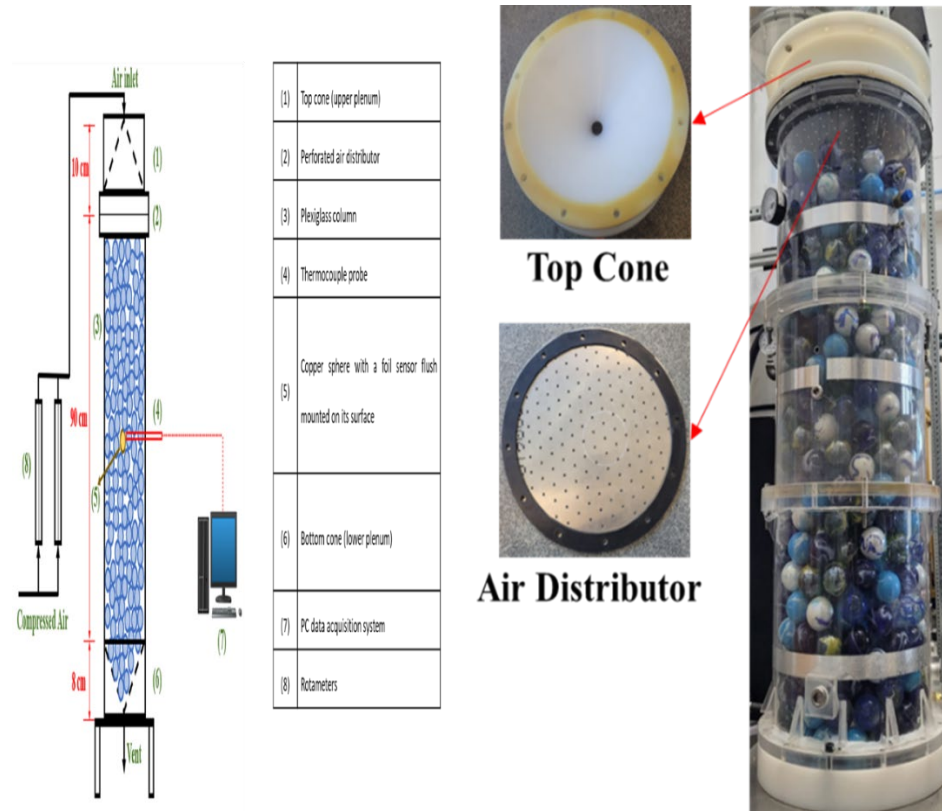 Air inlet
10 cm
(1)
(2)
(3)
90 cm
(4)
(5)
(8)
Compressed Air
(7)
8 cm
(6)
Vent
(1) Top cone (upper plenum)
(2) Perforated air distributor
(3) Plexiglass column
(4) Thermocouple probe
(5) Copper sphere with a foil sensor flush
mounted on its surface
(6) Bottom cone (lower plenum)
(7) PC data acquisition system
(8) Rotameters
Top Cone
Air Distributor